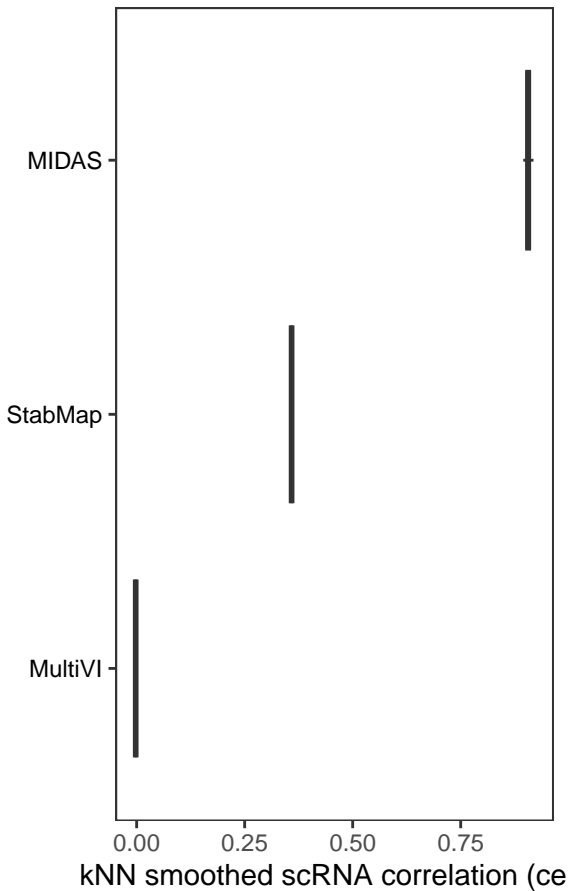 MIDAS
StabMap
MultiVI
0.00 0.25 0.50 0.75
kNN smoothed scRNA correlation (ce